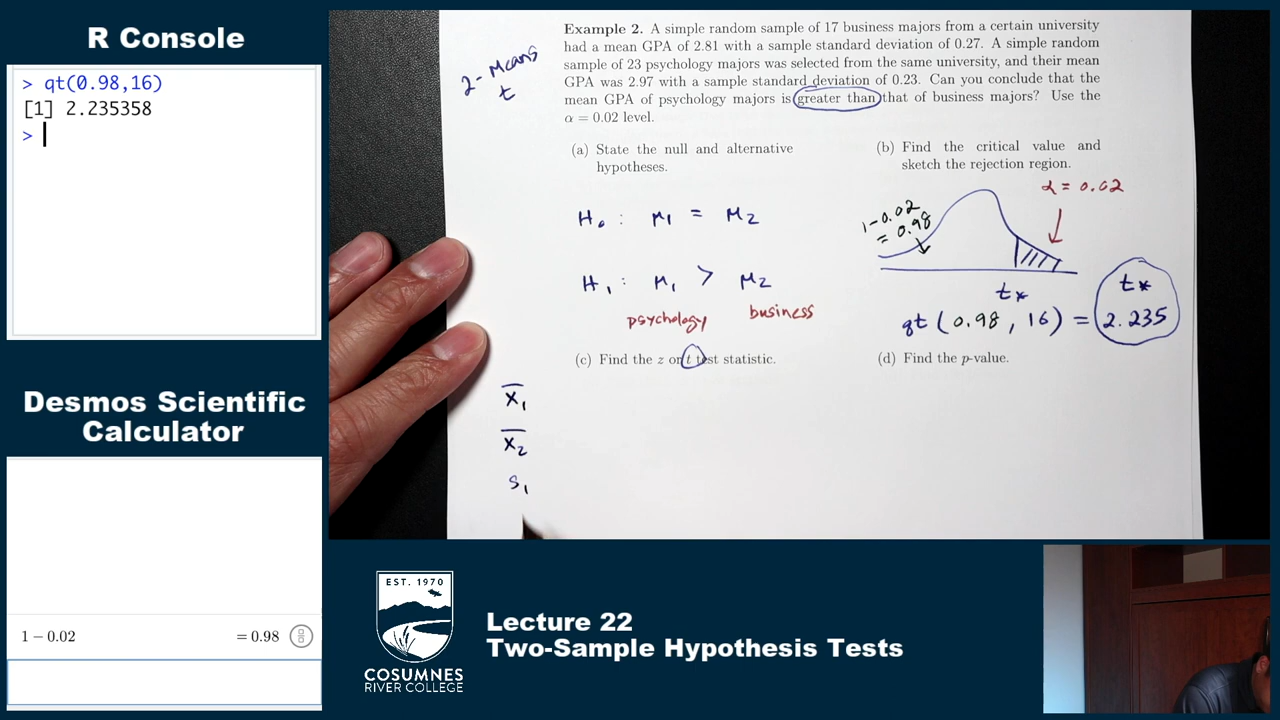 R Console
> qt(0.98,16)
[1] 2.235358
>
Desmos Scientific
Calculator
1 – 0.02 = 0.98
2-Means
t
Example 2. A simple random sample of 17 business majors from a certain university
had a mean GPA of 2.81 with a sample standard deviation of 0.27. A simple random
sample of 23 psychology majors was selected from the same university, and their mean
GPA was 2.97 with a sample standard deviation of 0.23. Can you conclude that the
mean GPA of psychology majors is greater than that of business majors? Use the
α = 0.02 level.
(a) State the null and alternative
hypotheses.
H₀ : μ₁ = μ₂
H₁ : μ₁ > μ₂
psychology business
(b) Find the critical value and
sketch the rejection region.
α = 0.02
1-0.02
= 0.98
t*
t*
qt (0.98, 16) = 2.235
(c) Find the z or t test statistic.
(d) Find the p-value.
x̄₁
x̄₂
s₁
EST. 1970
COSUMNES
RIVER COLLEGE
Lecture 22
Two-Sample Hypothesis Tests